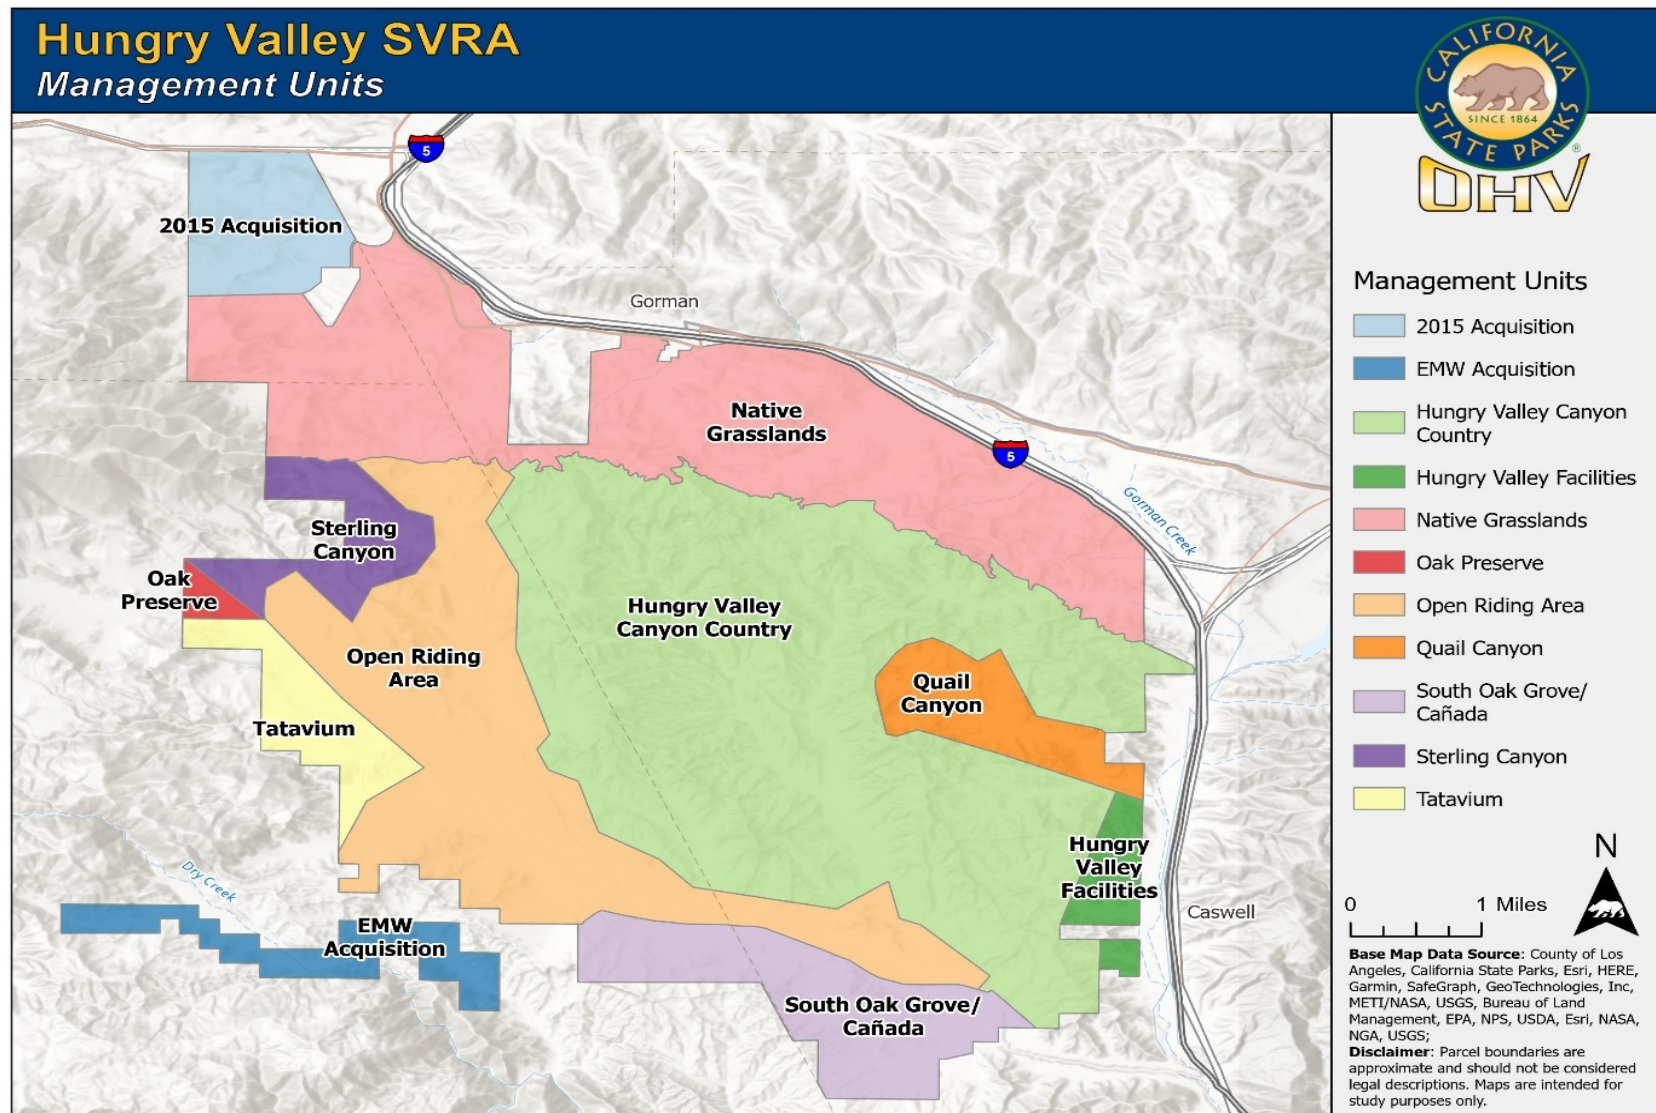 Hungry Valley SVRA
Management Units
CALIFORNIA
STATE PARKS
SINCE 1864
®
OHV
5
2015 Acquisition
Gorman
Native
Grasslands
5
Gorman Creek
Sterling
Canyon
Oak
Preserve
Hungry Valley
Canyon Country
Open Riding
Area
Quail
Canyon
Tatavium
Hungry
Valley
Facilities
Dry Creek
Caswell
EMW
Acquisition
South Oak Grove/
Cañada
Management Units
2015 Acquisition
EMW Acquisition
Hungry Valley Canyon
Country
Hungry Valley Facilities
Native Grasslands
Oak Preserve
Open Riding Area
Quail Canyon
South Oak Grove/
Cañada
Sterling Canyon
Tatavium
N
0 1 Miles
Base Map Data Source: County of Los
Angeles, California State Parks, Esri, HERE,
Garmin, SafeGraph, GeoTechnologies, Inc,
METI/NASA, USGS, Bureau of Land
Management, EPA, NPS, USDA, Esri, NASA,
NGA, USGS;
Disclaimer: Parcel boundaries are
approximate and should not be considered
legal descriptions. Maps are intended for
study purposes only.